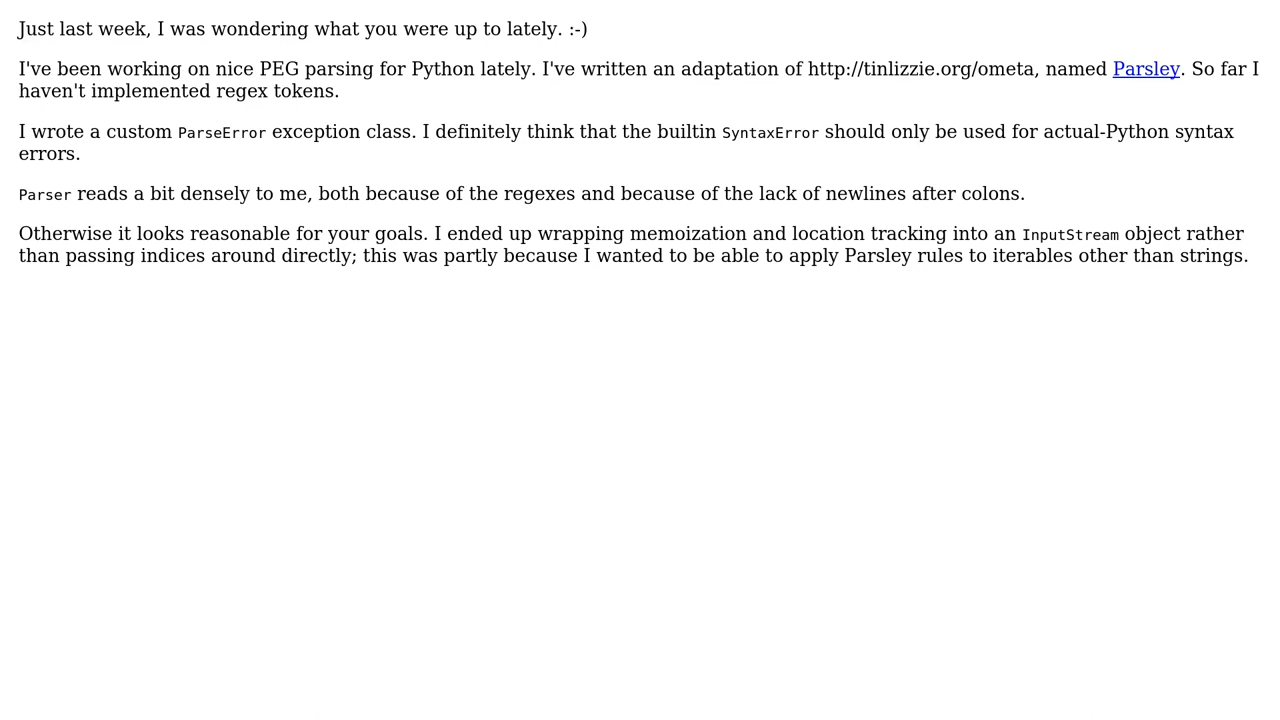 Just last week, I was wondering what you were up to lately. :-)
I've been working on nice PEG parsing for Python lately. I've written an adaptation of http://tinlizzie.org/ometa, named Parsley. So far I
haven't implemented regex tokens.
I wrote a custom ParseError exception class. I definitely think that the builtin SyntaxError should only be used for actual-Python syntax
errors.
Parser reads a bit densely to me, both because of the regexes and because of the lack of newlines after colons.
Otherwise it looks reasonable for your goals. I ended up wrapping memoization and location tracking into an InputStream object rather
than passing indices around directly; this was partly because I wanted to be able to apply Parsley rules to iterables other than strings.